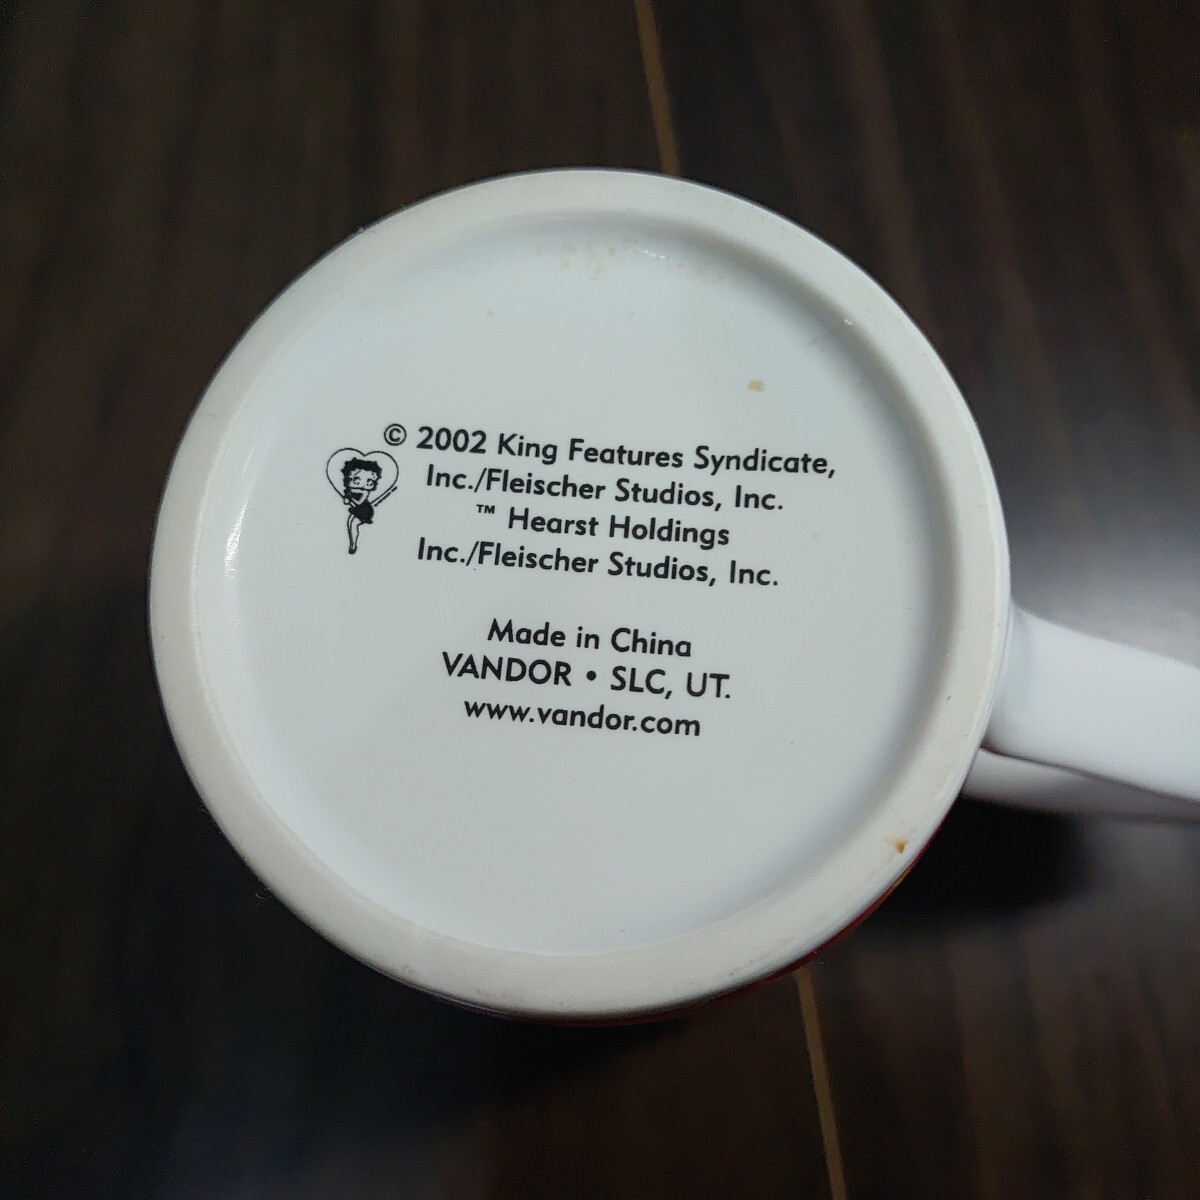 © 2002 King Features Syndicate,
Inc./Fleischer Studios, Inc.
™ Hearst Holdings
Inc./Fleischer Studios, Inc.
Made in China
VANDOR • SLC, UT.
www.vandor.com